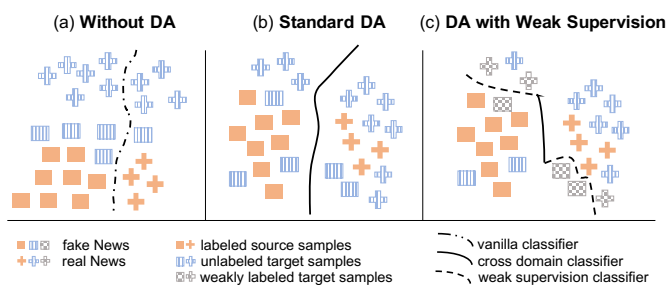 (a) Without DA (b) Standard DA (c) DA with Weak Supervision
fake News labeled source samples vanilla classifier
real News unlabeled target samples cross domain classifier
weakly labeled target samples weak supervision classifier